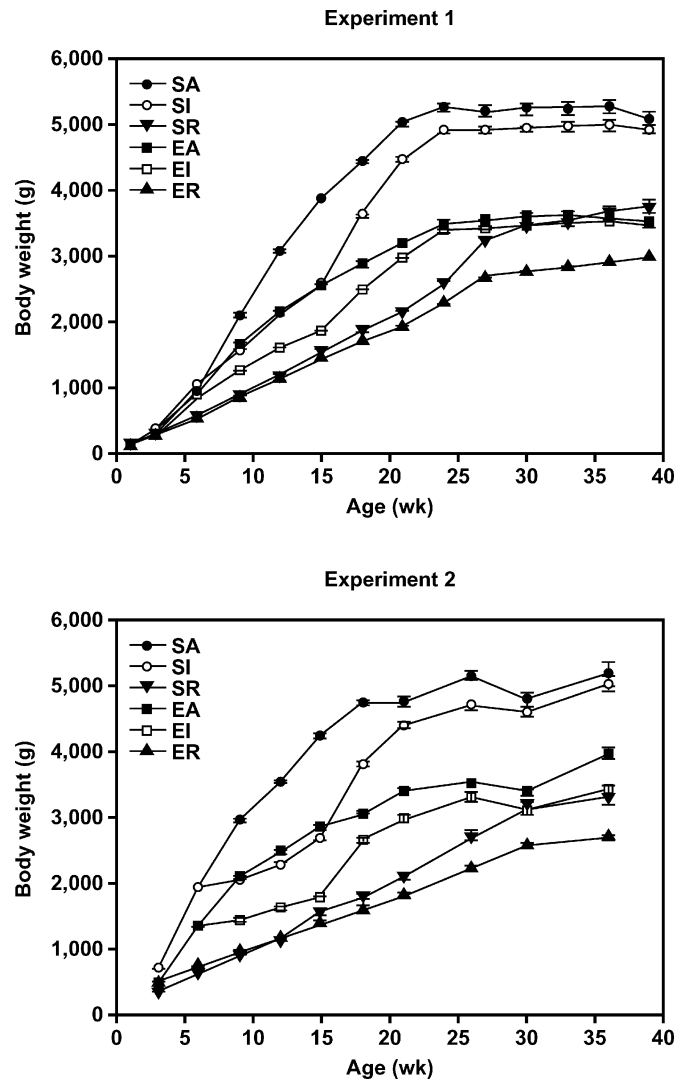 Experiment 1
6,000
5,000
4,000
3,000
2,000
1,000
0
Body weight (g)
SA
SI
SR
EA
EI
ER
0 5 10 15 20 25 30 35 40
Age (wk)
Experiment 2
6,000
5,000
4,000
3,000
2,000
1,000
0
Body weight (g)
SA
SI
SR
EA
EI
ER
0 5 10 15 20 25 30 35 40
Age (wk)